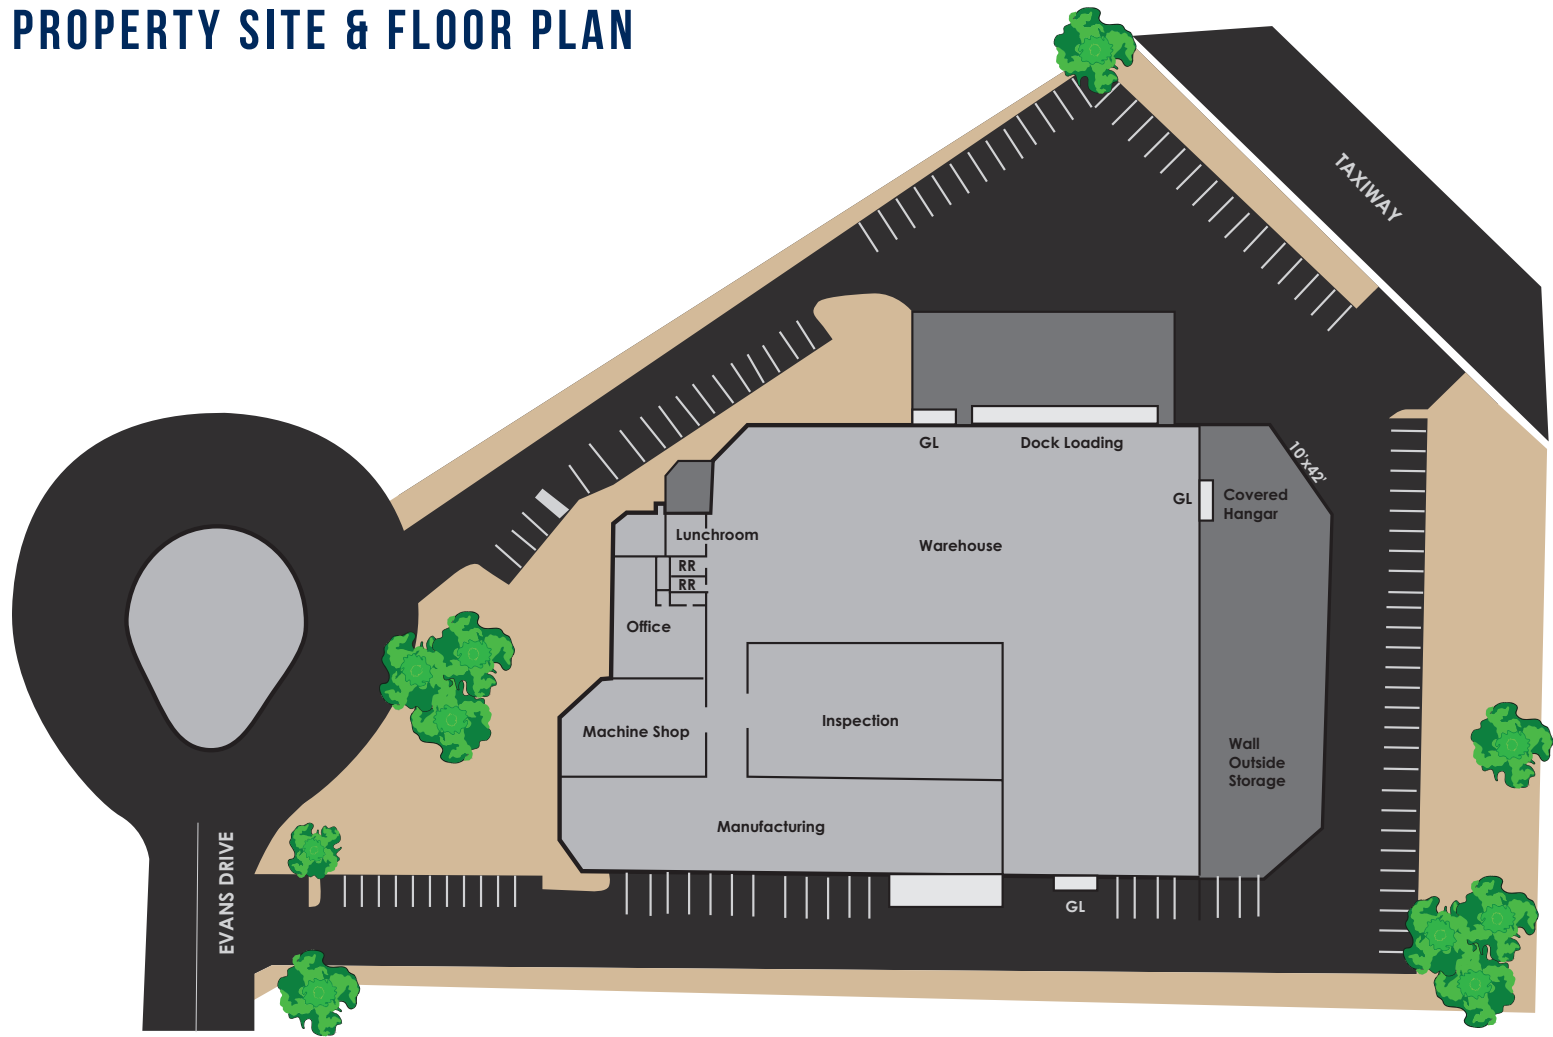 PROPERTY SITE & FLOOR PLAN
TAXIWAY
GL
Dock Loading
10'x42'
GL
Covered
Hangar
Lunchroom
Warehouse
RR
RR
Office
Inspection
Machine Shop
Wall
Outside
Storage
Manufacturing
EVANS DRIVE
GL